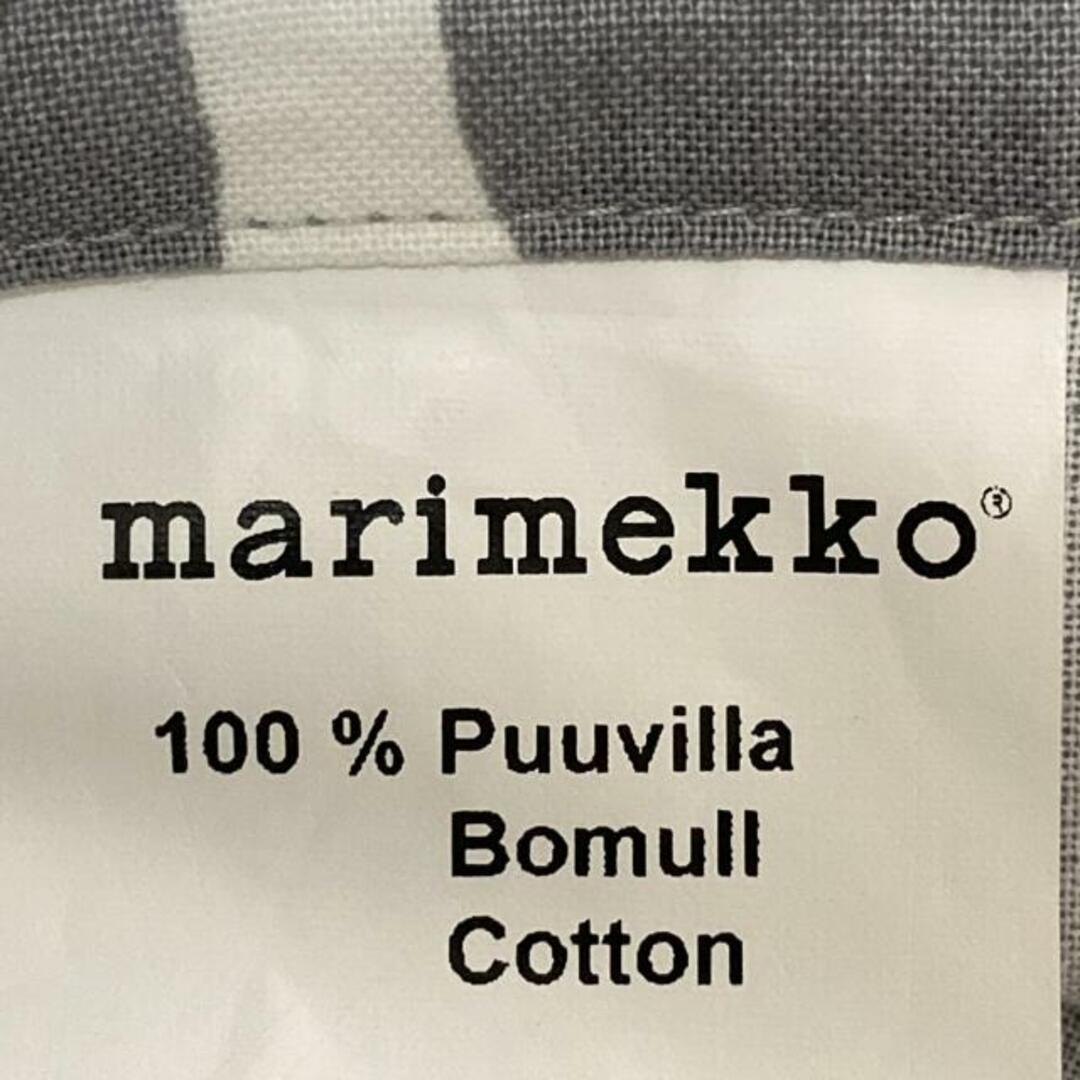 marimekko®
100 % Puuvilla
Bomull
Cotton